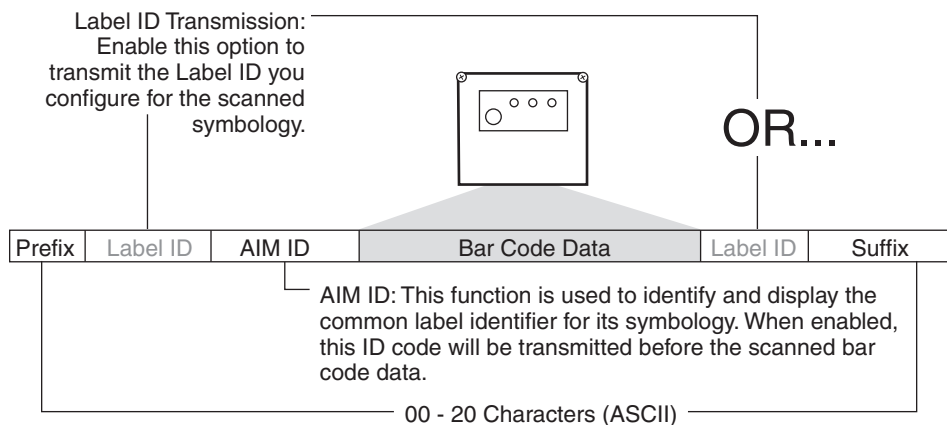 Label ID Transmission:
Enable this option to
transmit the Label ID you
configure for the scanned
symbology.
OR...
Prefix Label ID AIM ID Bar Code Data Label ID Suffix
AIM ID: This function is used to identify and display the
common label identifier for its symbology. When enabled,
this ID code will be transmitted before the scanned bar
code data.
00 - 20 Characters (ASCII)